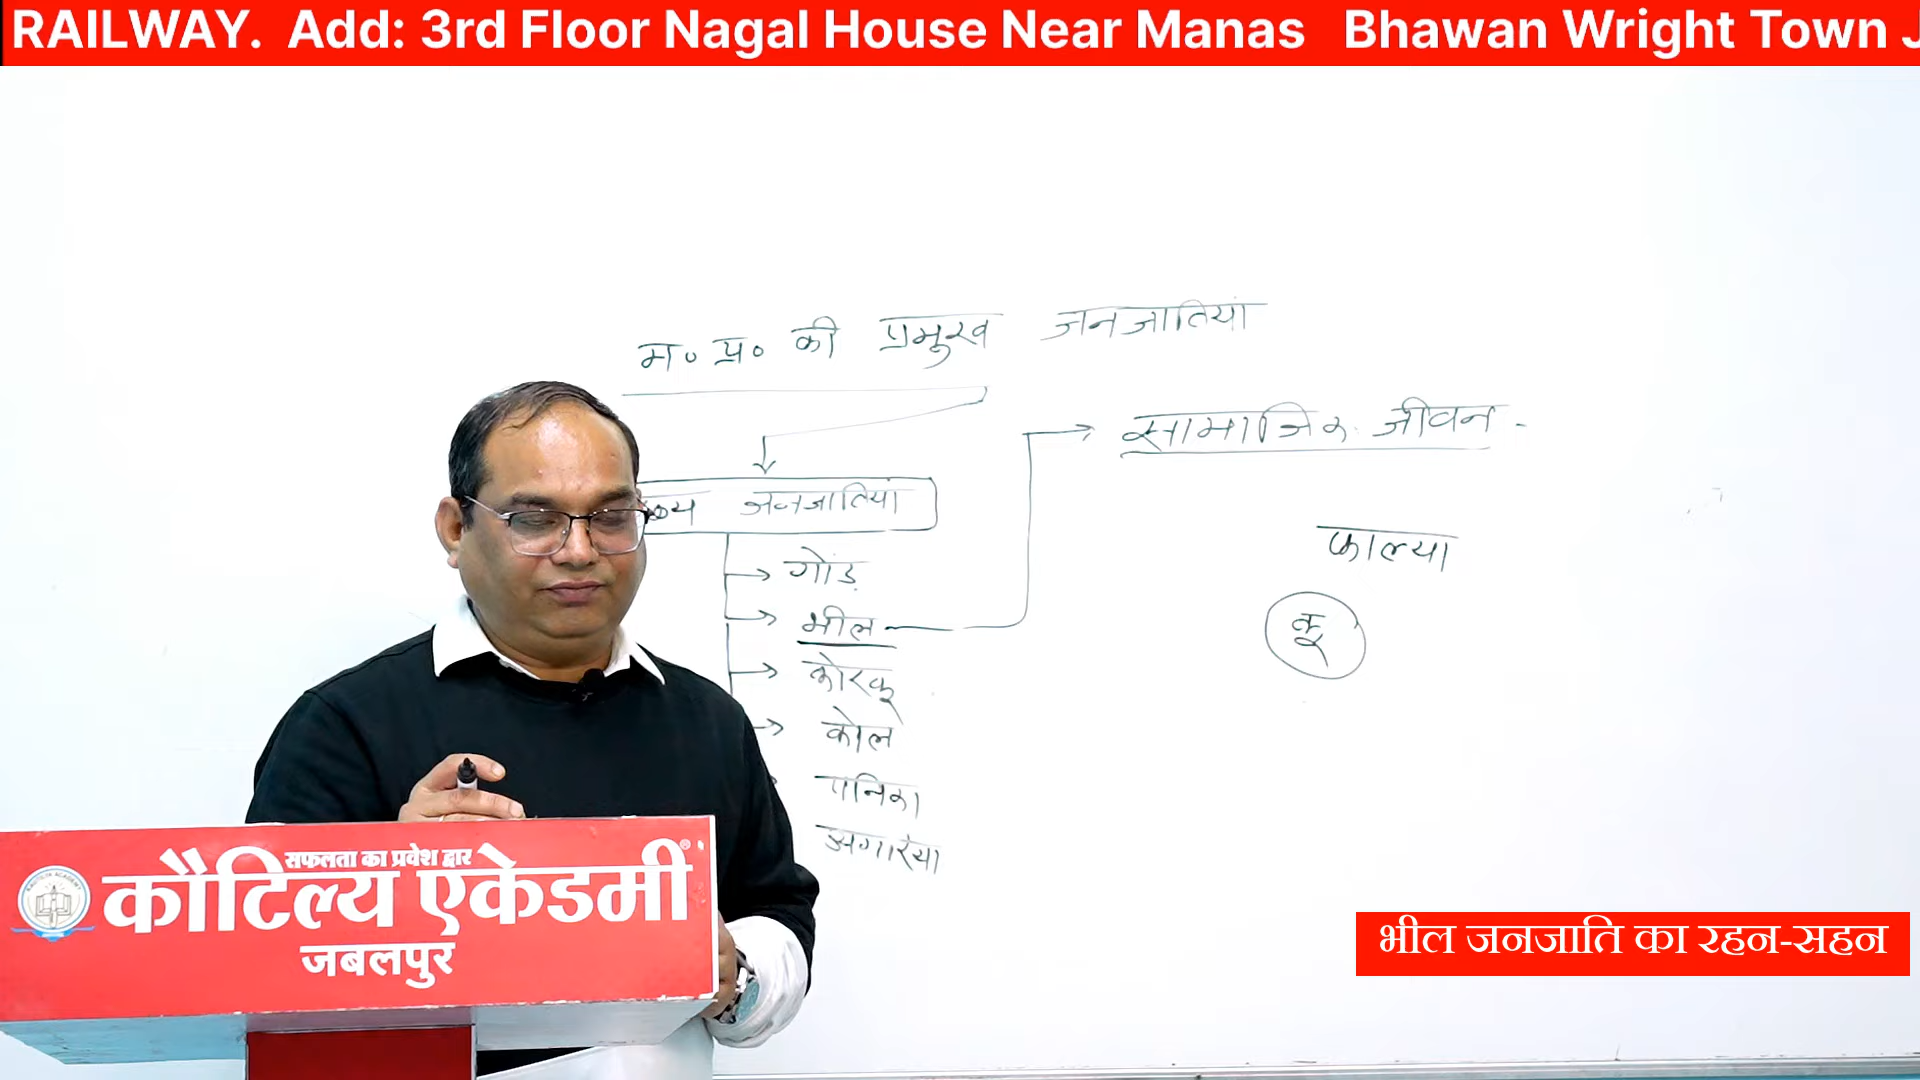 RAILWAY. Add: 3rd Floor Nagal House Near Manas Bhawan Wright Town J
म० प्र० की प्रमुख जनजातियां
जनजातियां
गोंड़
भील
कोरकू
कोल
पनिका
अगारिया
सामाजिक जीवन -
फाल्या
कू
सफलता का प्रवेश द्वार
कौटिल्य एकेडमी
जबलपुर
भील जनजाति का रहन-सहन